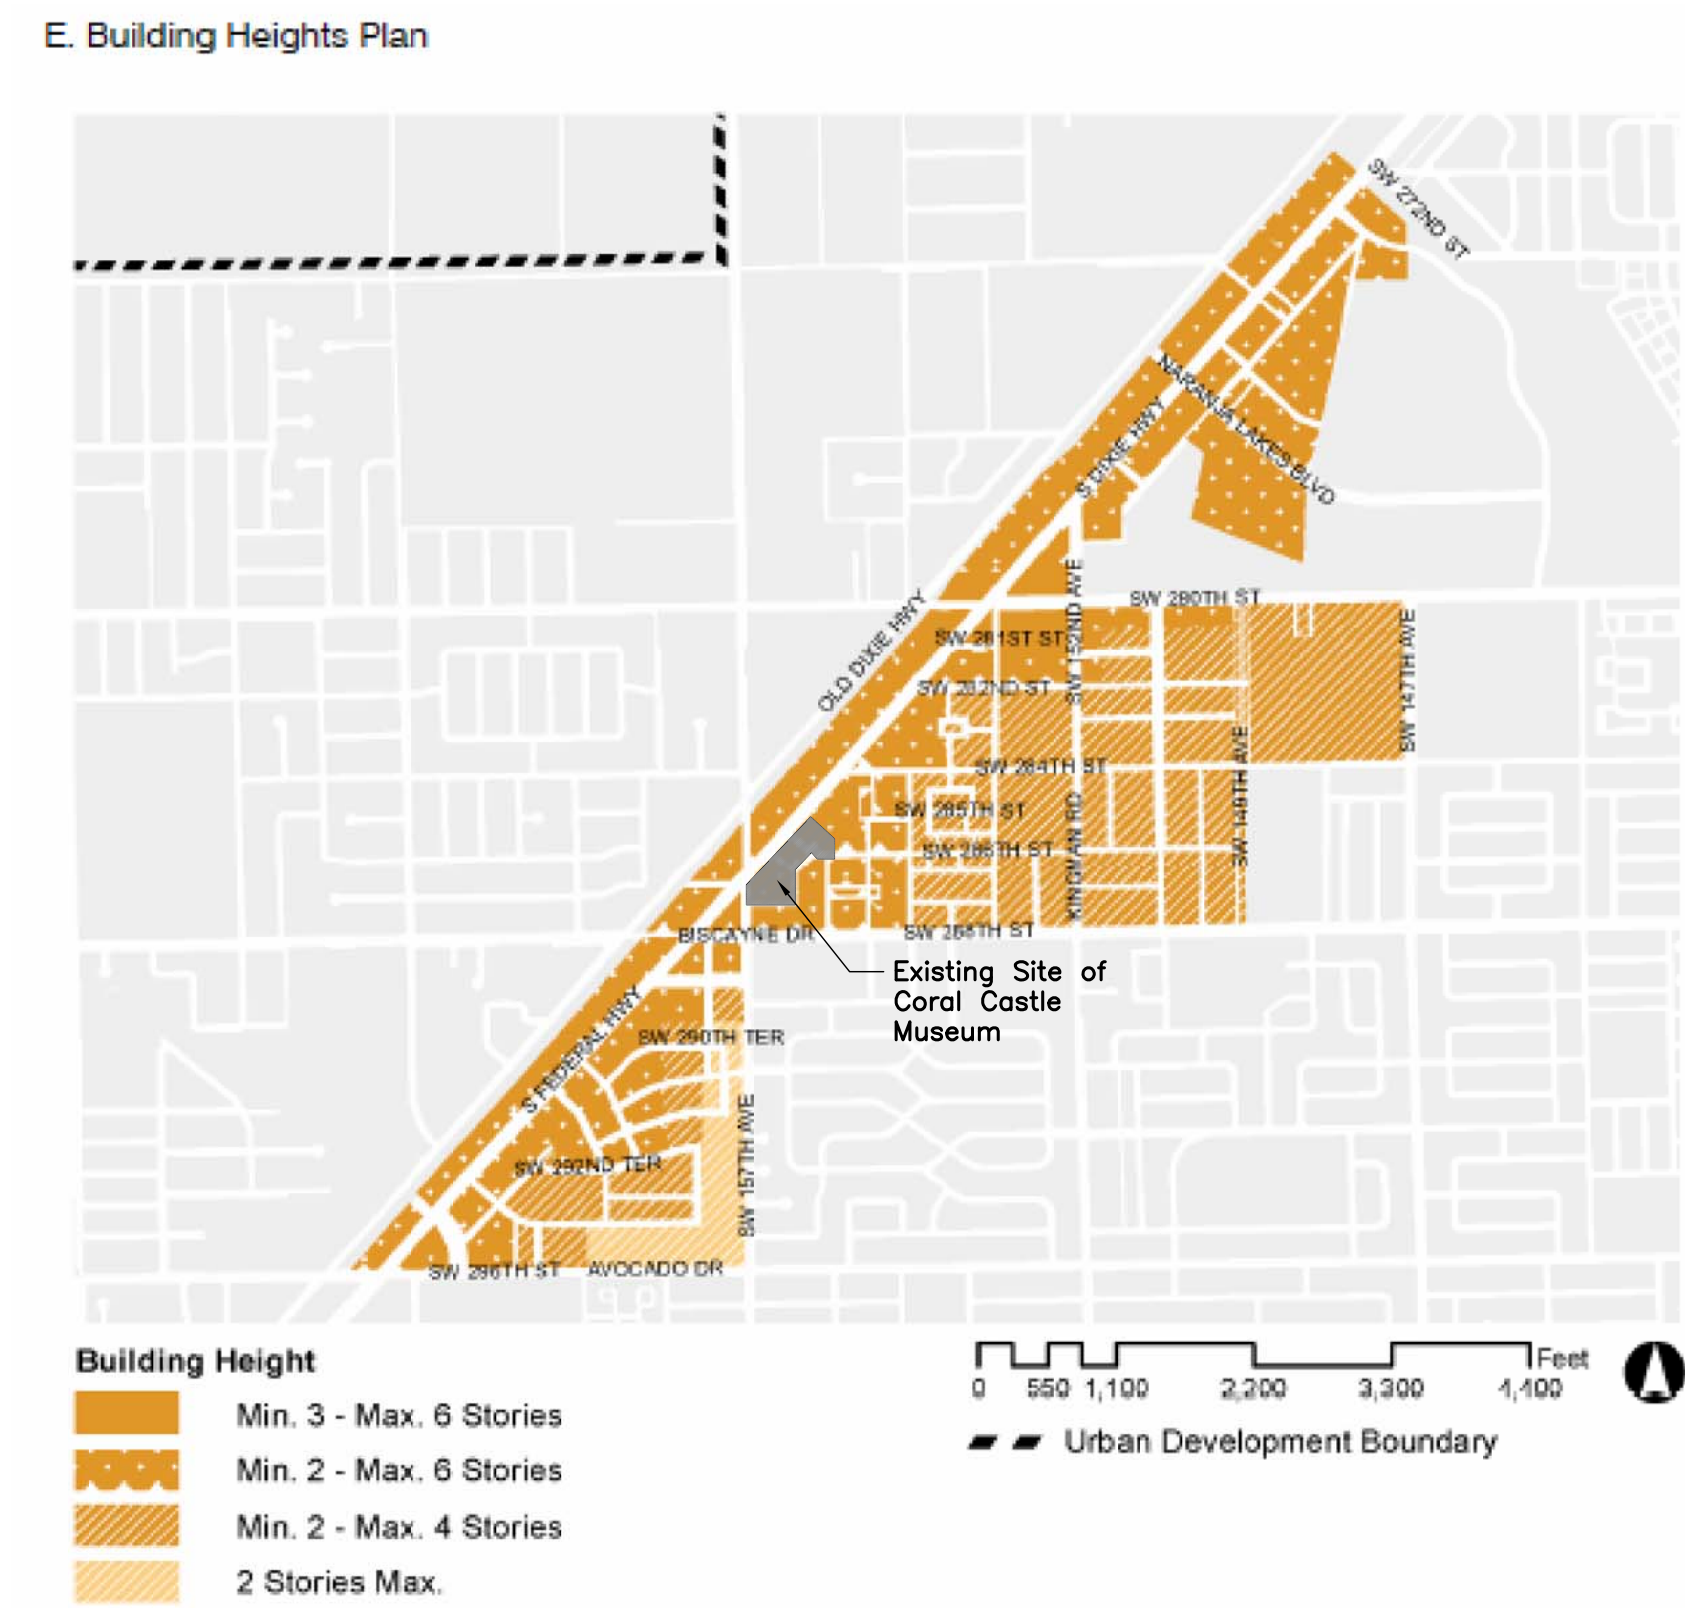 E. Building Heights Plan
SW 272ND ST
NARANJA LAKES BLVD
S DIXIE HWY
OLD DIXIE HWY
SW 152ND AVE
SW 280TH ST
SW 281ST ST
SW 147TH AVE
SW 282ND ST
SW 284TH ST
SW 149TH AVE
SW 285TH ST
KINGMAN RD
SW 286TH ST
BISCAYNE DR
SW 288TH ST
Existing Site of
Coral Castle
Museum
S FEDERAL HWY
SW 290TH TER
SW 157TH AVE
SW 292ND TER
SW 296TH ST
AVOCADO DR
Building Height
Min. 3 - Max. 6 Stories
Min. 2 - Max. 6 Stories
Min. 2 - Max. 4 Stories
2 Stories Max.
Feet
0 550 1,100 2,200 3,300 4,400
Urban Development Boundary